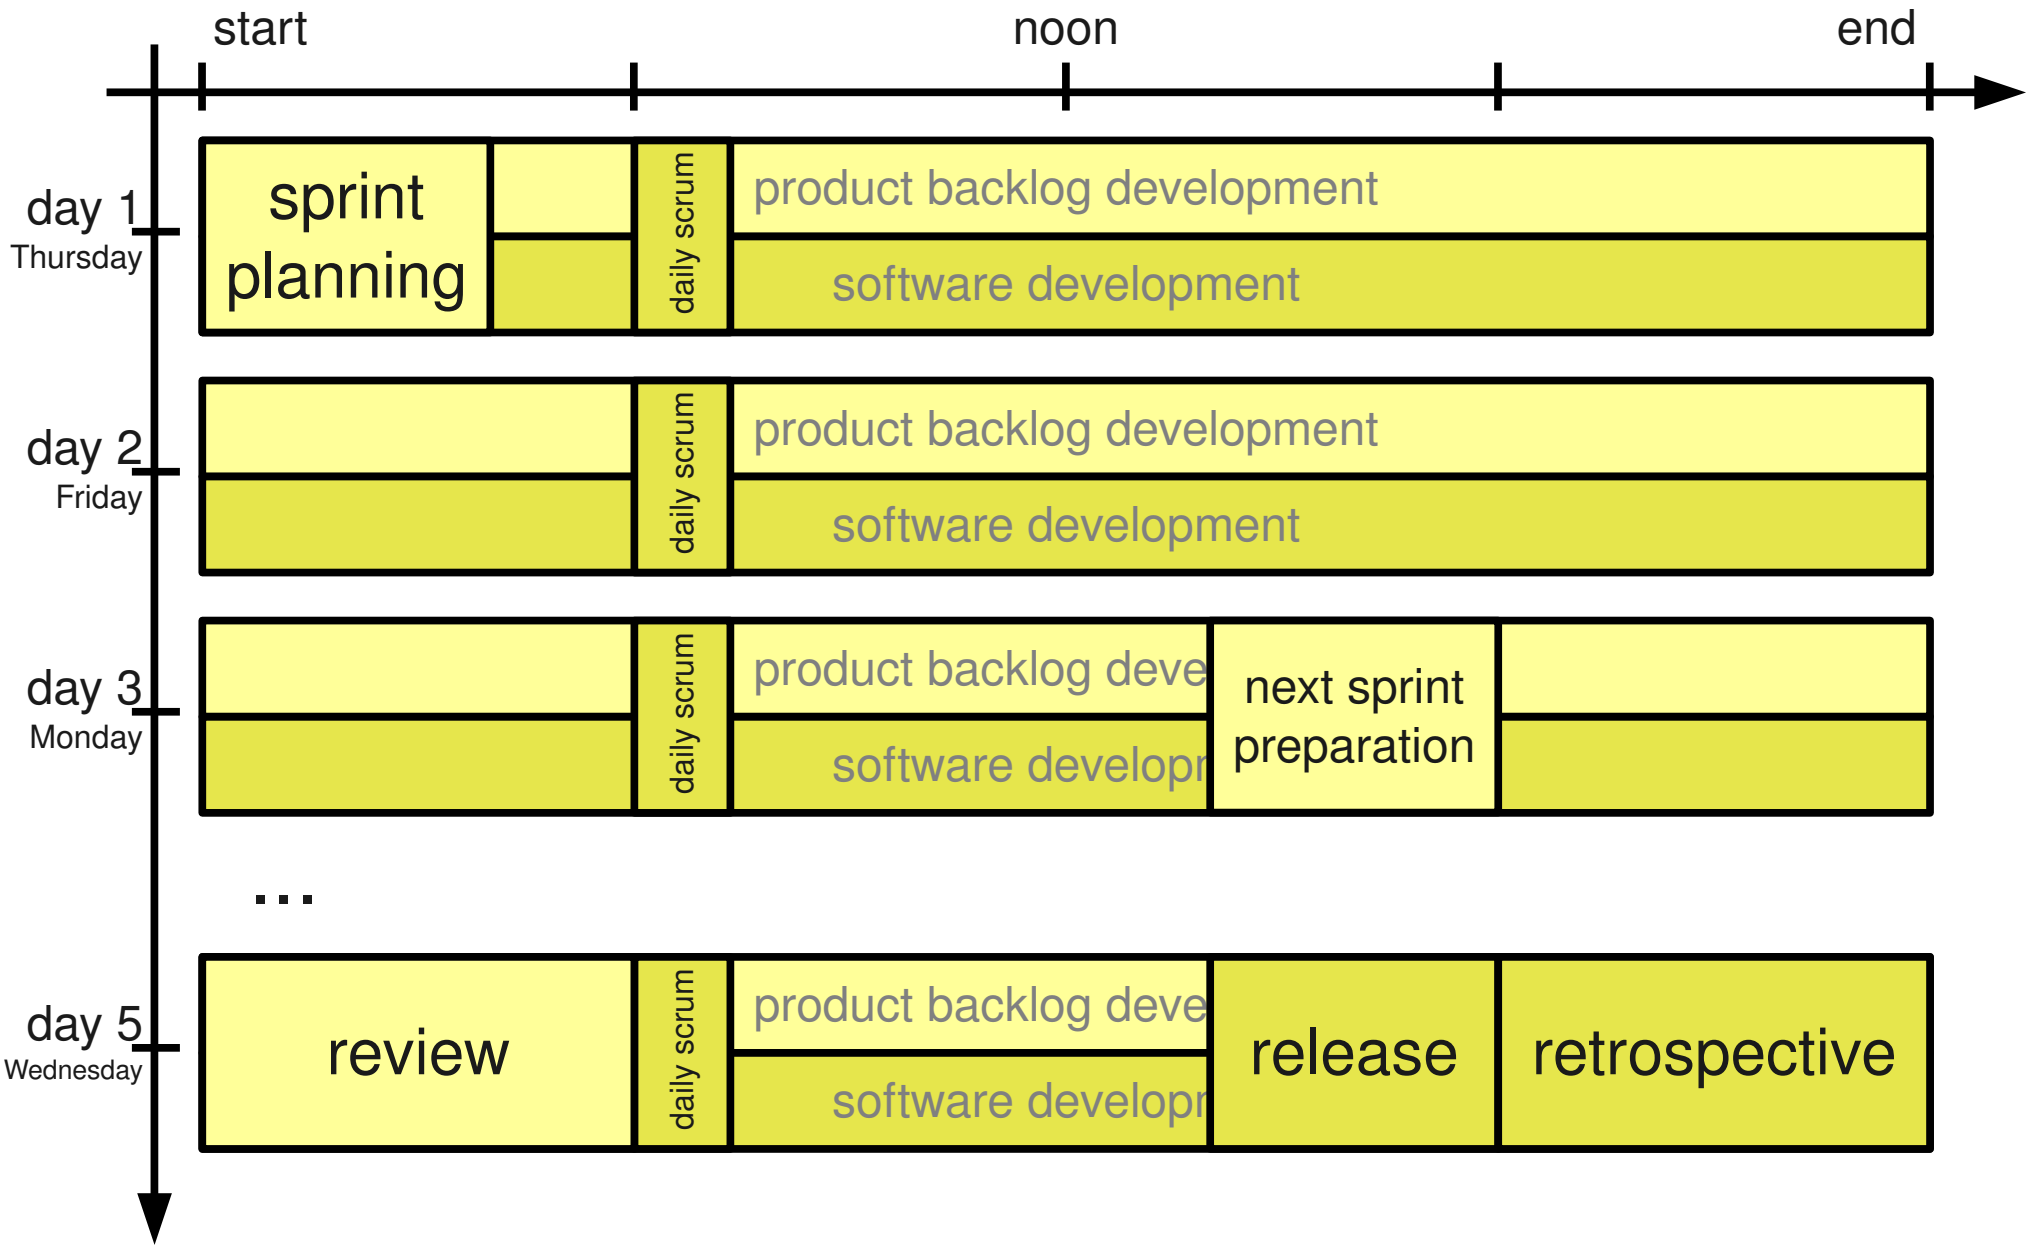 start
noon
end
day 1
Thursday
sprint
planning
daily scrum
product backlog development
software development
day 2
Friday
daily scrum
product backlog development
software development
day 3
Monday
daily scrum
product backlog deve
software develop
next sprint
preparation
...
day 5
Wednesday
review
daily scrum
product backlog deve
software develop
release
retrospective